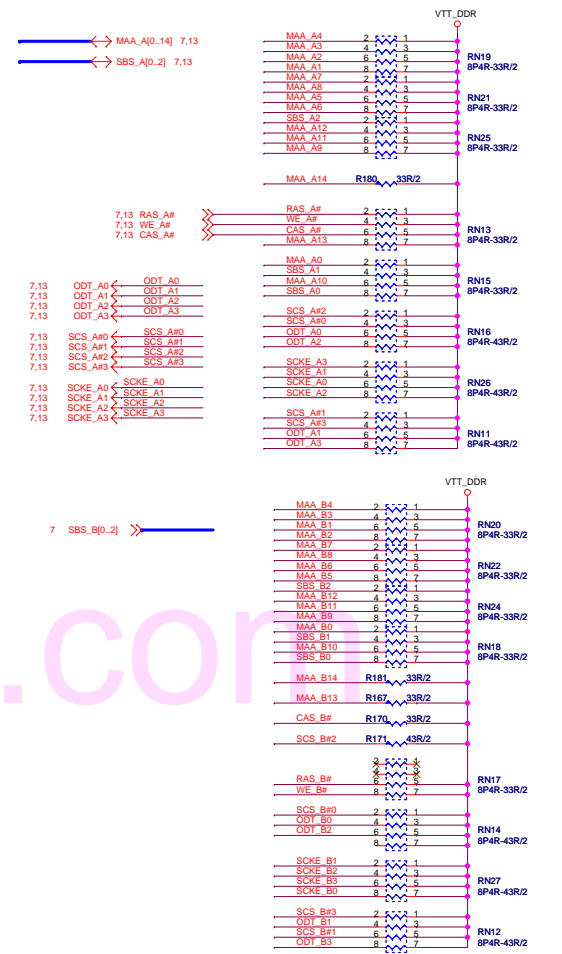 VTT_DDR
MAA_A[0..14] 7,13
SBS_A[0..2] 7,13
MAA_A4 2 1
MAA_A3 4 3
MAA_A2 6 5 RN19
MAA_A1 8 7 8P4R-33R/2
MAA_A7 2 1
MAA_A8 4 3
MAA_A5 6 5 RN21
MAA_A6 8 7 8P4R-33R/2
SBS_A2 2 1
MAA_A12 4 3
MAA_A11 6 5 RN25
MAA_A9 8 7 8P4R-33R/2
MAA_A14 R180 33R/2
7,13 RAS_A# RAS_A# 2 1
7,13 WE_A# WE_A# 4 3
7,13 CAS_A# CAS_A# 6 5 RN13
MAA_A13 8 7 8P4R-33R/2
MAA_A0 2 1
SBS_A1 4 3
MAA_A10 6 5 RN15
SBS_A0 8 7 8P4R-33R/2
7,13 ODT_A0 ODT_A0
7,13 ODT_A1 ODT_A1
7,13 ODT_A2 ODT_A2
7,13 ODT_A3 ODT_A3
SCS_A#2 2 1
SCS_A#0 4 3
ODT_A0 6 5 RN16
ODT_A2 8 7 8P4R-43R/2
7,13 SCS_A#0 SCS_A#0
7,13 SCS_A#1 SCS_A#1
7,13 SCS_A#2 SCS_A#2
7,13 SCS_A#3 SCS_A#3
SCKE_A3 2 1
SCKE_A1 4 3
SCKE_A0 6 5 RN26
SCKE_A2 8 7 8P4R-43R/2
7,13 SCKE_A0 SCKE_A0
7,13 SCKE_A1 SCKE_A1
7,13 SCKE_A2 SCKE_A2
7,13 SCKE_A3 SCKE_A3
SCS_A#1 2 1
SCS_A#3 4 3
ODT_A1 6 5 RN11
ODT_A3 8 7 8P4R-43R/2
VTT_DDR
7 SBS_B[0..2]
MAA_B4 2 1
MAA_B3 4 3
MAA_B1 6 5 RN20
MAA_B2 8 7 8P4R-33R/2
MAA_B7 2 1
MAA_B8 4 3
MAA_B6 6 5 RN22
MAA_B5 8 7 8P4R-33R/2
SBS_B2 2 1
MAA_B12 4 3
MAA_B11 6 5 RN24
MAA_B9 8 7 8P4R-33R/2
MAA_B0 2 1
SBS_B1 4 3
MAA_B10 6 5 RN18
SBS_B0 8 7 8P4R-33R/2
.com
MAA_B14 R181 33R/2
MAA_B13 R167 33R/2
CAS_B# R170 33R/2
SCS_B#2 R171 43R/2
2 1
4 3
RAS_B# 6 5 RN17
WE_B# 8 7 8P4R-33R/2
SCS_B#0 2 1
ODT_B0 4 3
ODT_B2 6 5 RN14
8 7 8P4R-43R/2
SCKE_B1 2 1
SCKE_B2 4 3
SCKE_B3 6 5 RN27
SCKE_B0 8 7 8P4R-43R/2
SCS_B#3 2 1
ODT_B1 4 3
SCS_B#1 6 5 RN12
ODT_B3 8 7 8P4R-43R/2